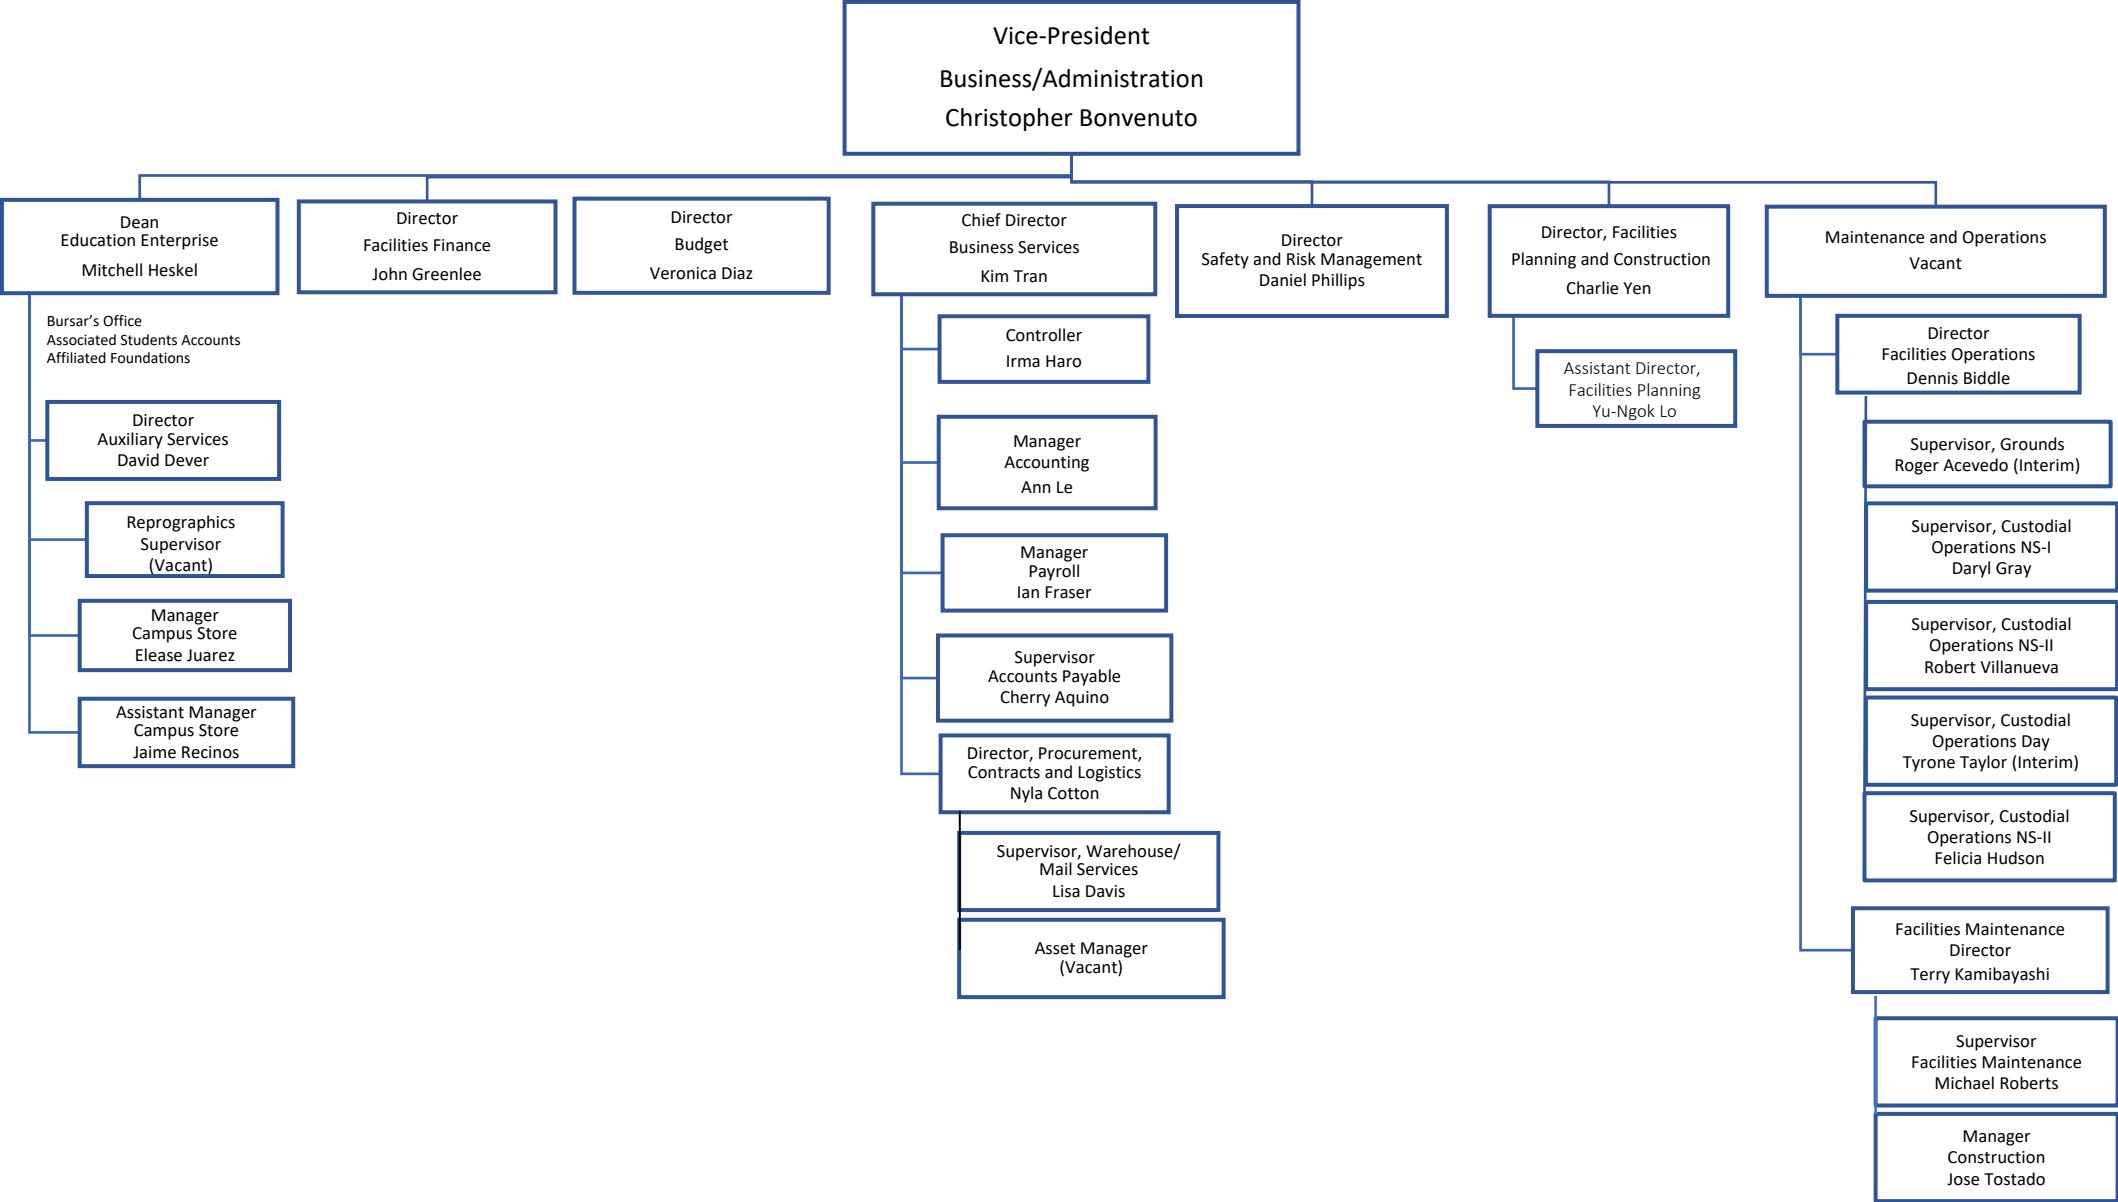 Vice-President
Business/Administration
Christopher Bonvenuto
Dean
Education Enterprise
Mitchell Heskel
Director
Facilities Finance
John Greenlee
Director
Budget
Veronica Diaz
Chief Director
Business Services
Kim Tran
Director
Safety and Risk Management
Daniel Phillips
Director, Facilities
Planning and Construction
Charlie Yen
Maintenance and Operations
Vacant
Bursar’s Office
Associated Students Accounts
Affiliated Foundations
Director
Auxiliary Services
David Dever
Reprographics
Supervisor
(Vacant)
Manager
Campus Store
Elease Juarez
Assistant Manager
Campus Store
Jaime Recinos
Controller
Irma Haro
Manager
Accounting
Ann Le
Manager
Payroll
Ian Fraser
Supervisor
Accounts Payable
Cherry Aquino
Director, Procurement,
Contracts and Logistics
Nyla Cotton
Supervisor, Warehouse/
Mail Services
Lisa Davis
Asset Manager
(Vacant)
Assistant Director,
Facilities Planning
Yu-Ngok Lo
Director
Facilities Operations
Dennis Biddle
Supervisor, Grounds
Roger Acevedo (Interim)
Supervisor, Custodial
Operations NS-I
Daryl Gray
Supervisor, Custodial
Operations NS-II
Robert Villanueva
Supervisor, Custodial
Operations Day
Tyrone Taylor (Interim)
Supervisor, Custodial
Operations NS-II
Felicia Hudson
Facilities Maintenance
Director
Terry Kamibayashi
Supervisor
Facilities Maintenance
Michael Roberts
Manager
Construction
Jose Tostado